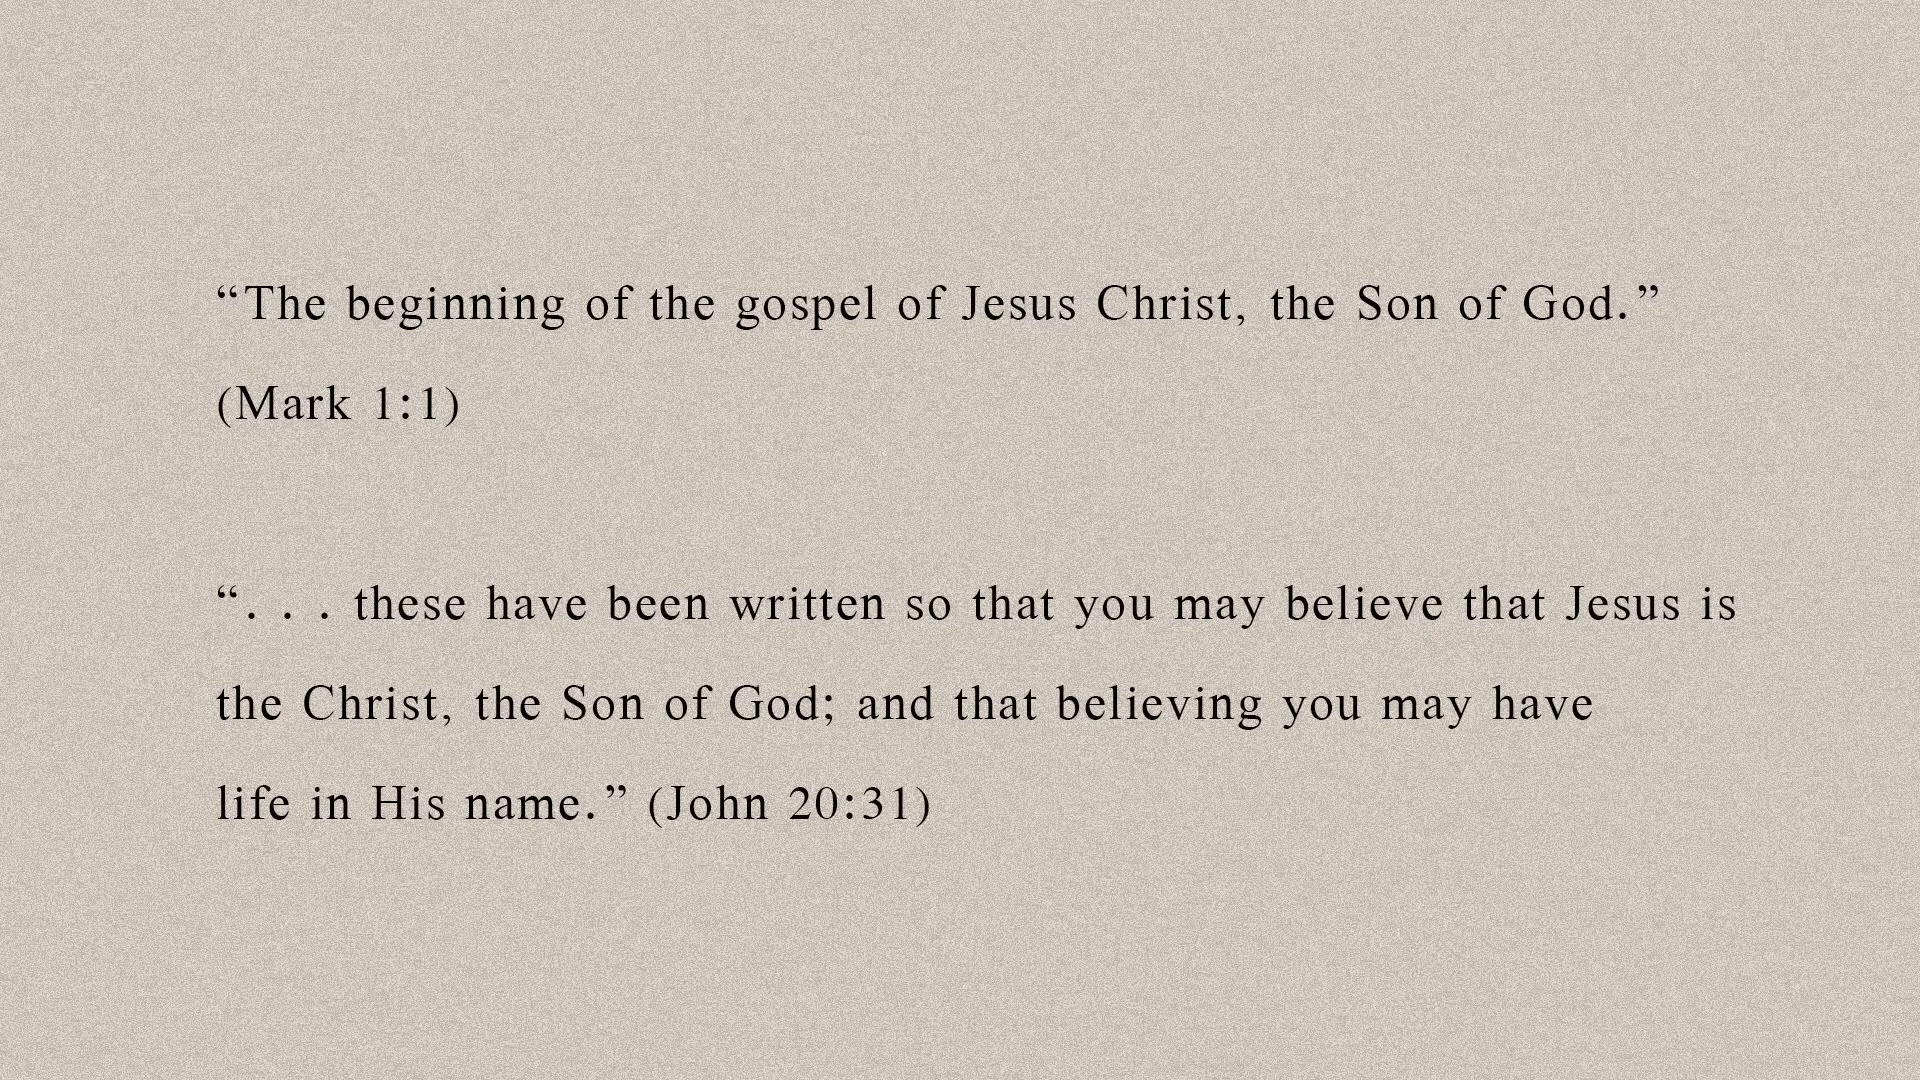 “The beginning of the gospel of Jesus Christ, the Son of God.”
(Mark 1:1)
“. . . these have been written so that you may believe that Jesus is
the Christ, the Son of God; and that believing you may have
life in His name.” (John 20:31)